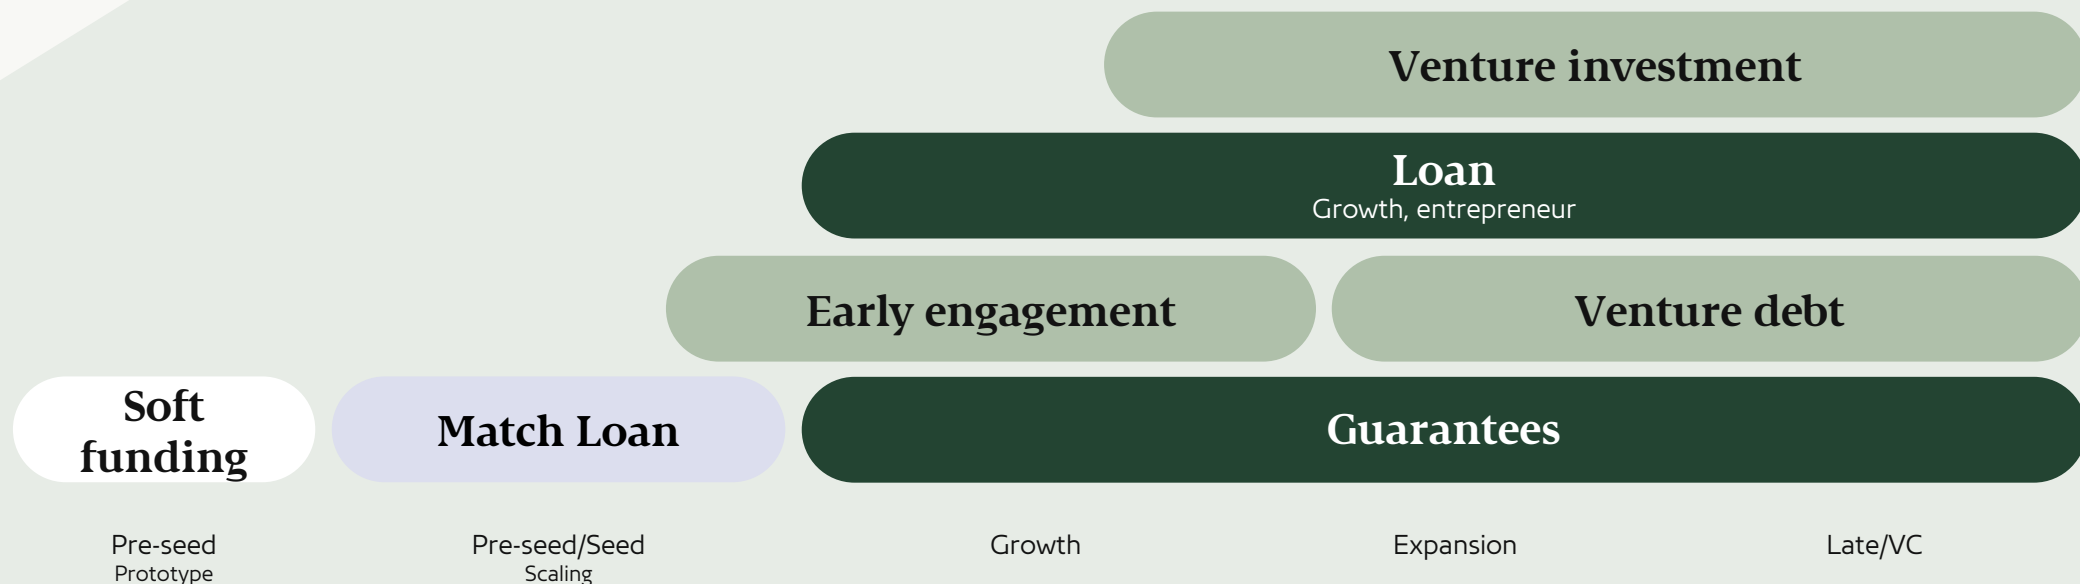 Venture investment
Loan
Growth, entrepreneur
Early engagement
Venture debt
Soft
funding
Match Loan
Guarantees
Pre-seed
Prototype
Pre-seed/Seed
Scaling
Growth
Expansion
Late/VC